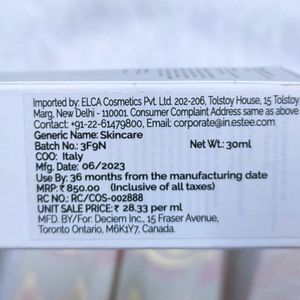 Imported by: ELCA Cosmetics Pvt. Ltd. 202-206, Tolstoy House, 15 Tolstoy
Marg, New Delhi - 110001. Consumer Complaint Address same as above
Contact: +91-22-61479800, Email: corporate@in.estee.com
Generic Name: Skincare
Batch No.: 3F9N Net Wt.: 30ml
COO: Italy
Mfg. Date: 06/2023
Use By: 36 months from the manufacturing date
MRP: ₹ 850.00 (Inclusive of all taxes)
RC NO.: RC/COS-002888
UNIT SALE PRICE: ₹ 28.33 per ml
MFD. BY/For: Deciem Inc., 15 Fraser Avenue,
Toronto Ontario, M6K1Y7, Canada.